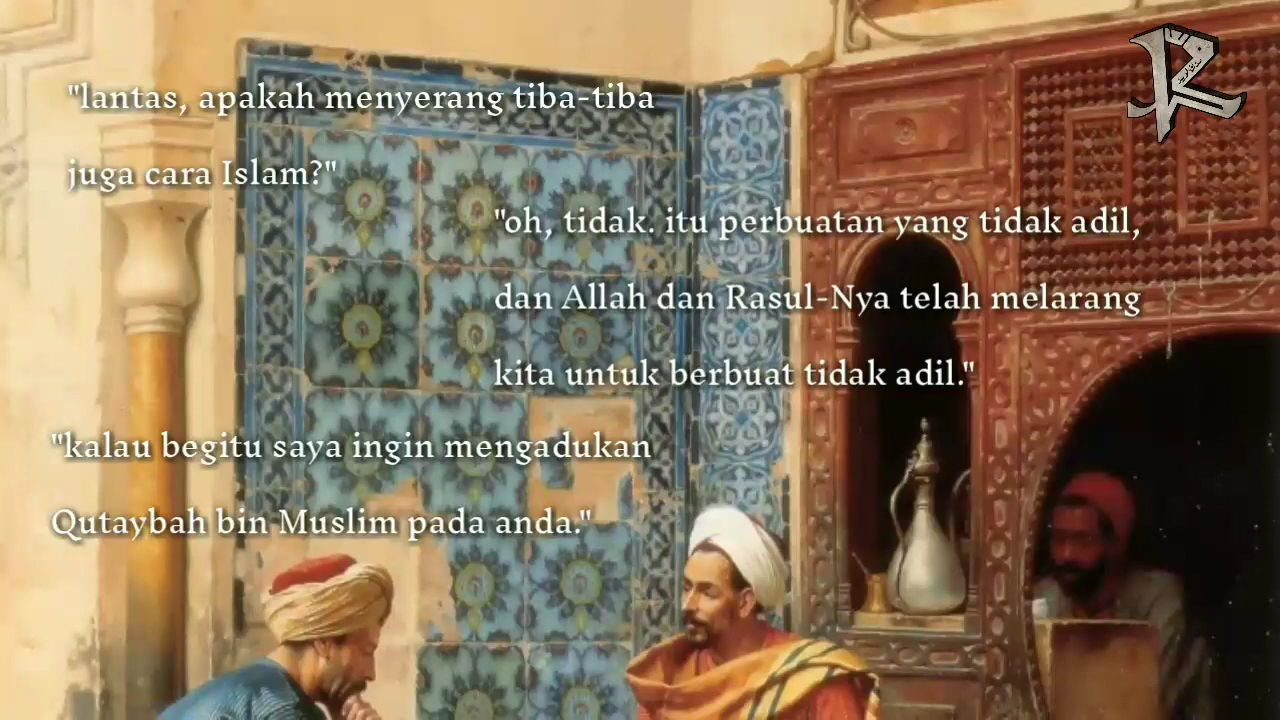 "lantas, apakah menyerang tiba-tiba
juga cara Islam?"
"oh, tidak. itu perbuatan yang tidak adil,
dan Allah dan Rasul-Nya telah melarang
kita untuk berbuat tidak adil."
"kalau begitu saya ingin mengadukan
Qutaybah bin Muslim pada anda."